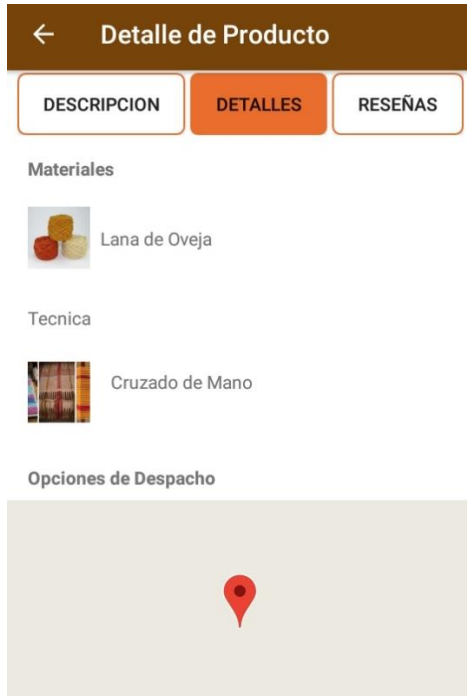 Detalle de Producto
DESCRIPCION DETALLES RESEÑAS
Materiales
Lana de Oveja
Tecnica
Cruzado de Mano
Opciones de Despacho